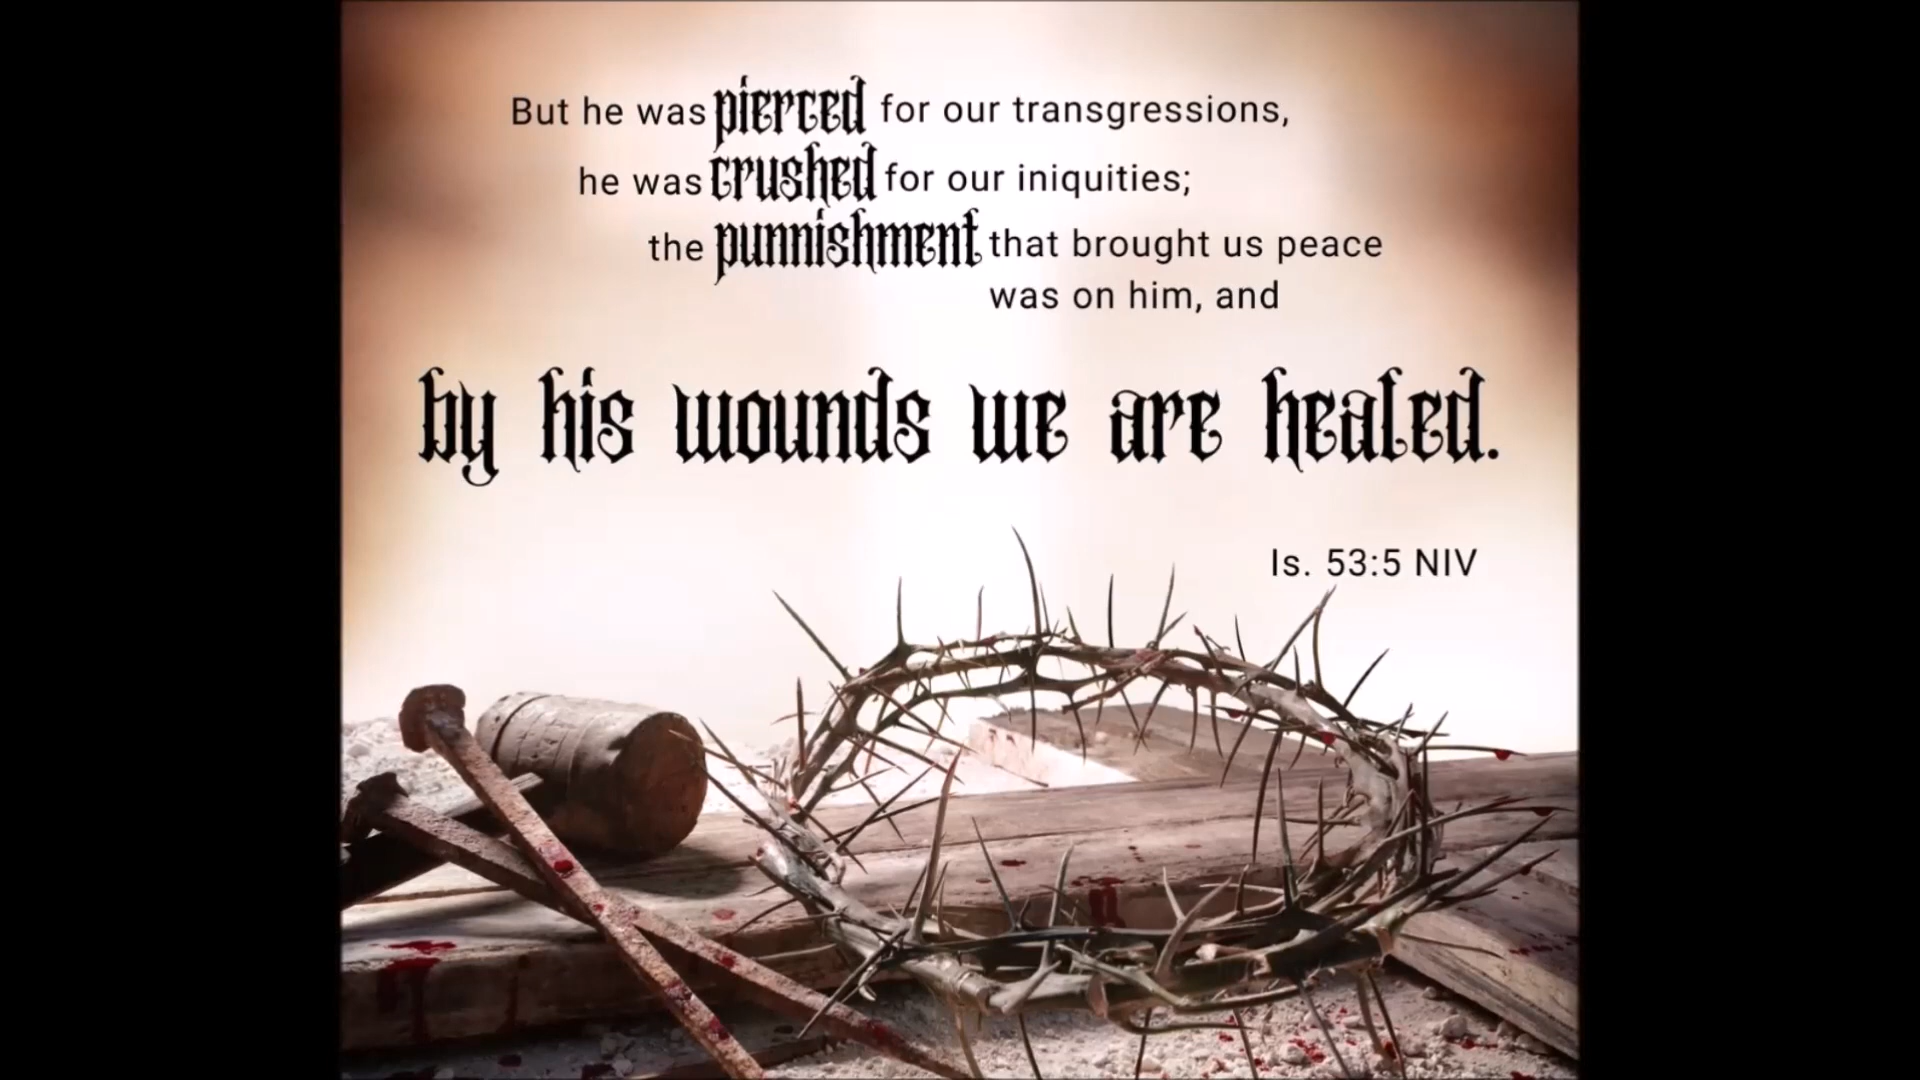 But he was pierced for our transgressions,
he was crushed for our iniquities;
the punnishment that brought us peace
was on him, and
by his wounds we are healed.
Is. 53:5 NIV